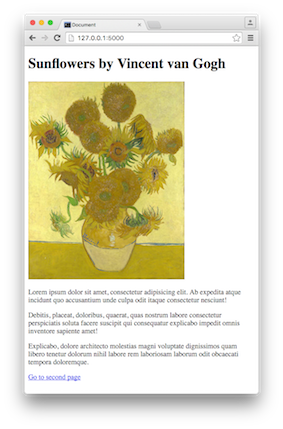 Document
127.0.0.1:5000
Sunflowers by Vincent van Gogh
Lorem ipsum dolor sit amet, consectetur adipisicing elit. Ab expedita atque
incidunt quo accusantium unde culpa odit itaque consectetur nesciunt!
Debitis, placeat, doloribus, quaerat, quas nostrum labore consectetur
perspiciatis soluta facere suscipit qui consequatur explicabo impedit omnis
inventore sapiente amet!
Explicabo, dolore architecto molestias magni voluptate dignissimos quam
libero tenetur dolorum nihil labore rem laboriosam laborum odit obcaecati
tempora doloremque.
Go to second page